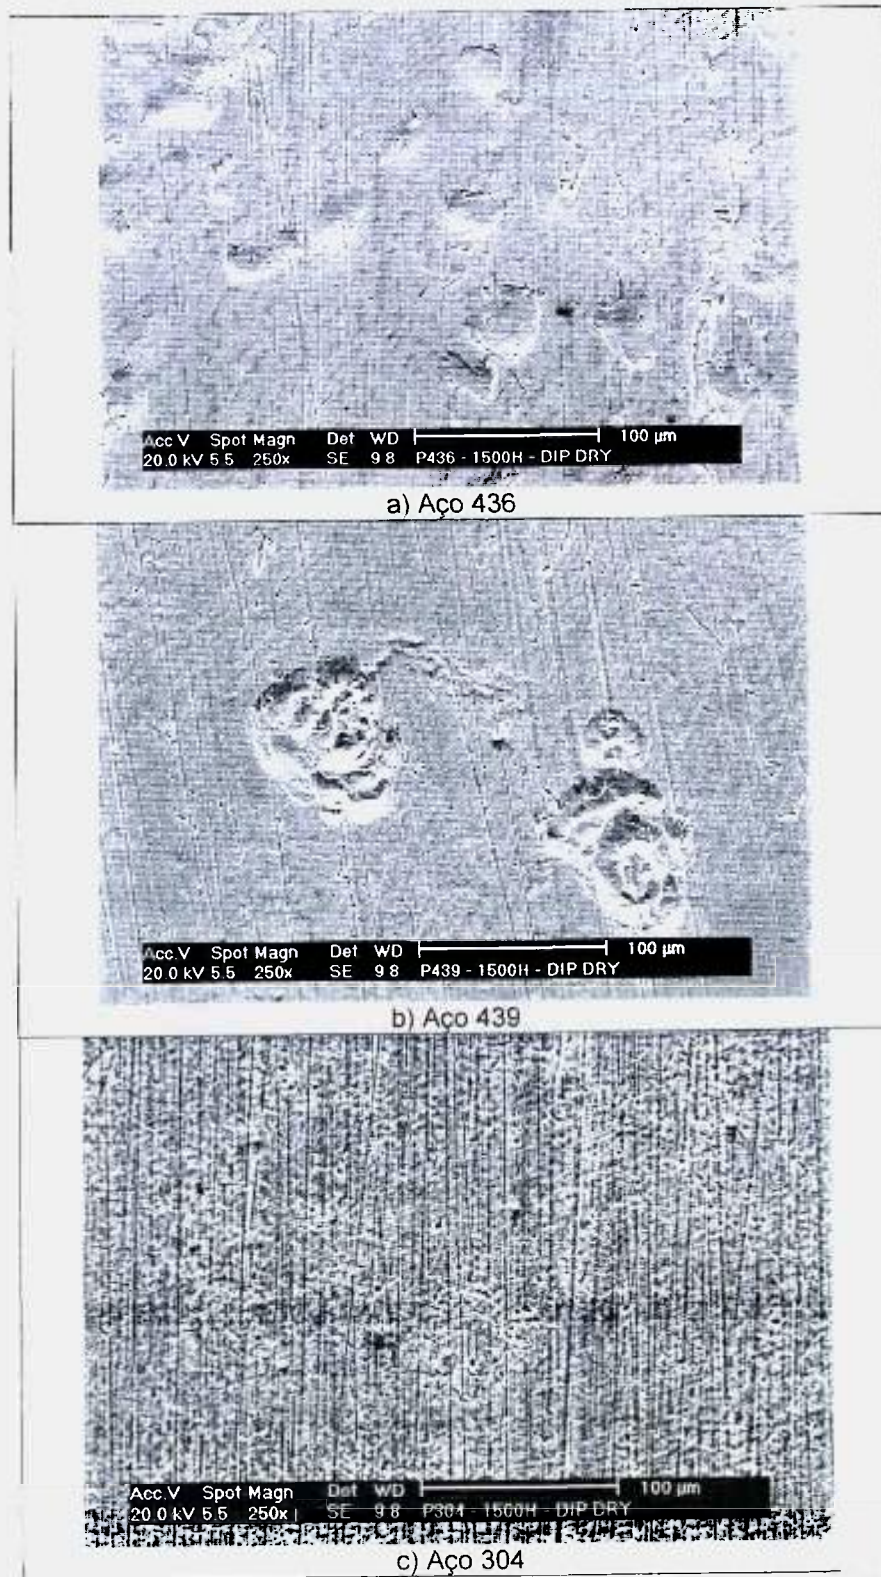 Acc V Spot Magn Det WD 100 µm
20.0 kV 5.5 250x SE 9 8 P436 - 1500H - DIP DRY
a) Aço 436
Acc.V Spot Magn Det WD 100 µm
20.0 kV 5.5 250x SE 9 8 P439 - 1500H - DIP DRY
b) Aço 439
Acc.V Spot Magn Det WD 100 µm
20.0 kV 5.5 250x SE 9 8 P304 - 1500H - DIP DRY
c) Aço 304